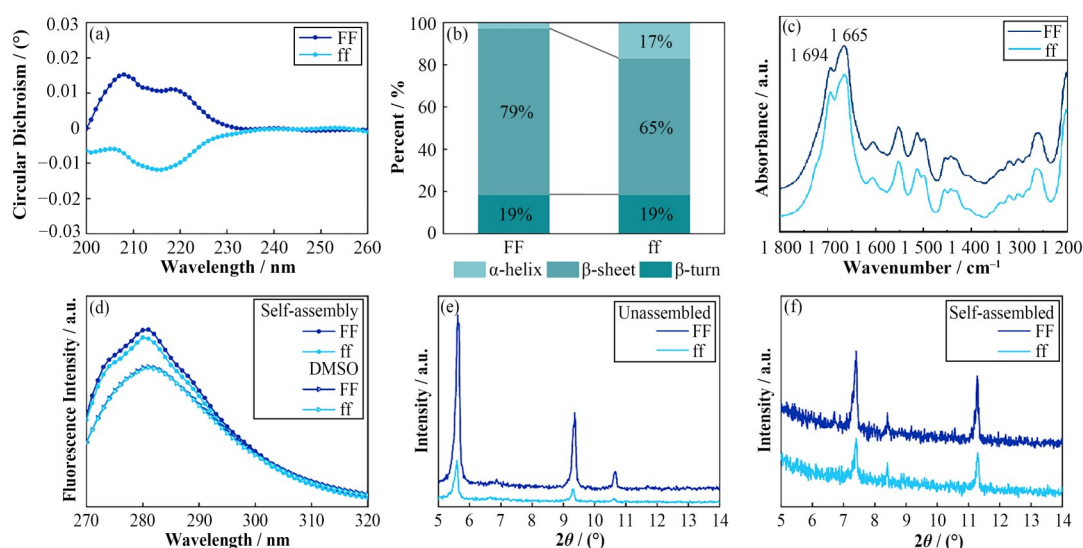 (a)
FF
ff
0.03
0.02
0.01
0
−0.01
−0.02
−0.03
Circular Dichroism / (°)
200 210 220 230 240 250 260
Wavelength / nm
(b)
100
80
60
40
20
0
Percent / %
17%
79%
65%
19%
19%
FF ff
α-helix β-sheet β-turn
(c)
1 665
1 694
FF
ff
Absorbance / a.u.
1 800 1 700 1 600 1 500 1 400 1 300 1 200
Wavenumber / cm⁻¹
(d)
Self-assembly
FF
ff
DMSO
FF
ff
Fluorescence Intensity / a.u.
270 280 290 300 310 320
Wavelength / nm
(e)
Unassembled
FF
ff
Intensity / a.u.
5 6 7 8 9 10 11 12 13 14
2θ / (°)
(f)
Self-assembled
FF
ff
Intensity / a.u.
5 6 7 8 9 10 11 12 13 14
2θ / (°)